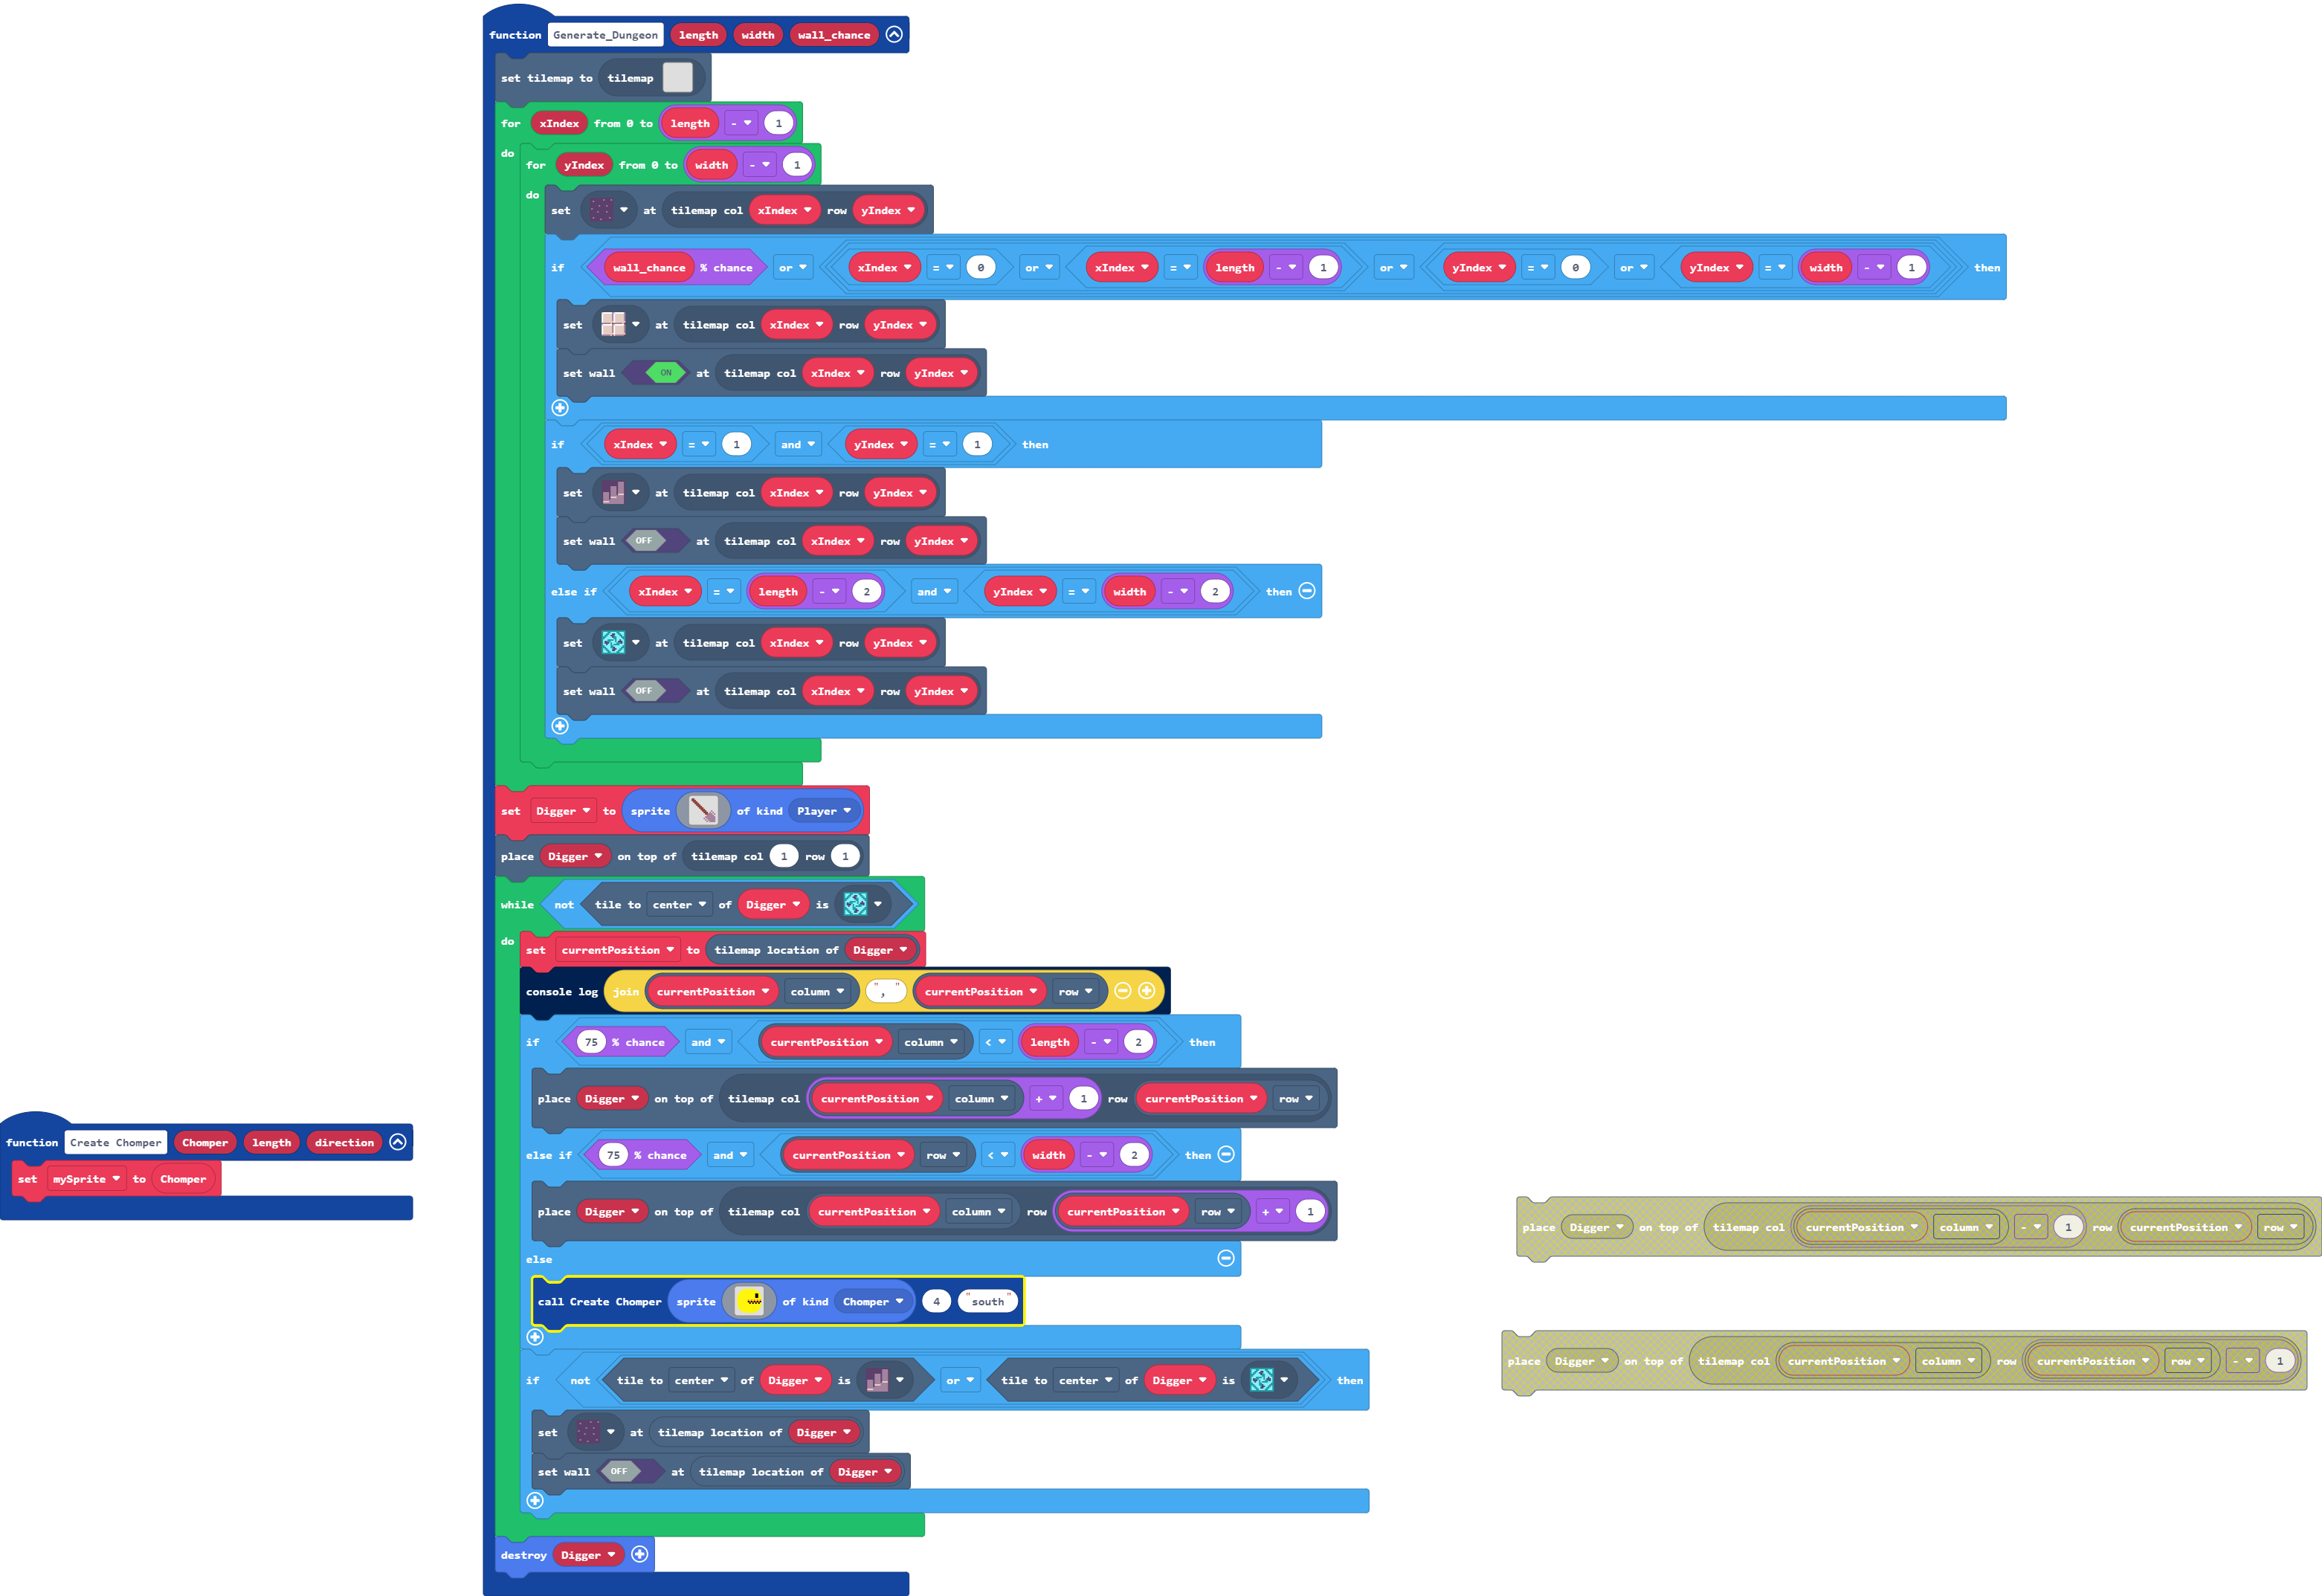 function Generate_Dungeon length width wall_chance
set tilemap to tilemap
for xIndex from 0 to length - 1
do for yIndex from 0 to width - 1
do set at tilemap col xIndex row yIndex
if wall_chance % chance or xIndex = 0 or xIndex = length - 1 or yIndex = 0 or yIndex = width - 1 then
set at tilemap col xIndex row yIndex
set wall ON at tilemap col xIndex row yIndex
if xIndex = 1 and yIndex = 1 then
set at tilemap col xIndex row yIndex
set wall OFF at tilemap col xIndex row yIndex
else if xIndex = length - 2 and yIndex = width - 2 then
set at tilemap col xIndex row yIndex
set wall OFF at tilemap col xIndex row yIndex
set Digger to sprite of kind Player
place Digger on top of tilemap col 1 row 1
while not tile to center of Digger is
do set currentPosition to tilemap location of Digger
console log join currentPosition column " , " currentPosition row
if 75 % chance and currentPosition column < length - 2 then
place Digger on top of tilemap col currentPosition column + 1 row currentPosition row
else if 75 % chance and currentPosition row < width - 2 then
place Digger on top of tilemap col currentPosition column row currentPosition row + 1
else
call Create Chomper sprite of kind Chomper 4 "south"
if not tile to center of Digger is or tile to center of Digger is then
set at tilemap location of Digger
set wall OFF at tilemap location of Digger
destroy Digger
function Create Chomper Chomper length direction
set mySprite to Chomper
place Digger on top of tilemap col currentPosition column - 1 row currentPosition row
place Digger on top of tilemap col currentPosition column row currentPosition row - 1